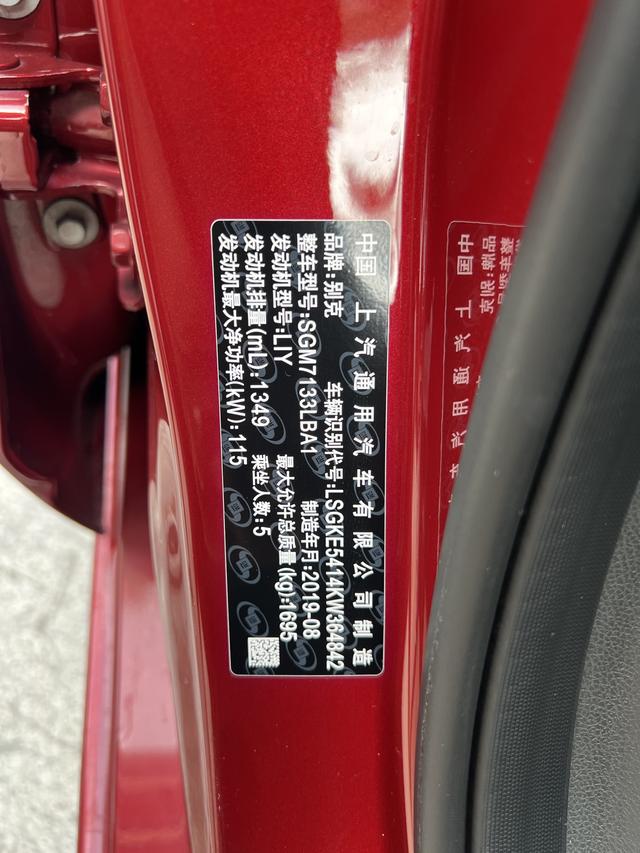 中国 上汽通用汽车有限公司制造
品牌:别克 车辆识别代号:LSGKE5414KW364842
整车型号:SGM7133LBA1 制造年月:2019-08
发动机型号:LIY 最大允许总质量(kg):1695
发动机排量(mL):1349 乘坐人数:5
发动机最大净功率(kW):115